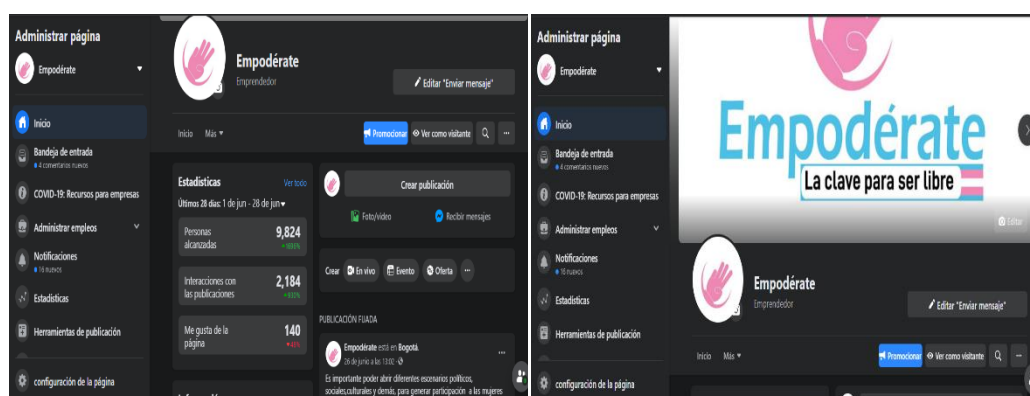 Administrar página
Empodérate
Inicio
Bandeja de entrada
4 comentarios nuevos
COVID-19: Recursos para empresas
Administrar empleos
Notificaciones
18 nuevos
Estadísticas
Herramientas de publicación
configuración de la página
Empodérate
Emprendedor
Editar "Enviar mensaje"
Inicio Más
Promocionar Ver como visitante
Estadísticas Ver todo
Últimos 28 días: 1 de jun - 28 de jun
Personas alcanzadas 9,824
Interacciones con las publicaciones 2,184
Me gusta de la página 140
Crear publicación
Foto/video Recibir mensajes
Crear En vivo Evento Oferta
PUBLICACIÓN FIJADA
Empodérate está en Bogotá.
26 de junio a las 13:02
Es importante poder abrir diferentes escenarios políticos,
sociales,culturales y demás, para generar participación a las mujeres
Administrar página
Empodérate
Inicio
Bandeja de entrada
4 comentarios nuevos
COVID-19: Recursos para empresas
Administrar empleos
Notificaciones
18 nuevos
Estadísticas
Herramientas de publicación
configuración de la página
Empodérate
La clave para ser libre
Editar
Empodérate
Emprendedor
Editar "Enviar mensaje"
Inicio Más
Promocionar Ver como visitante